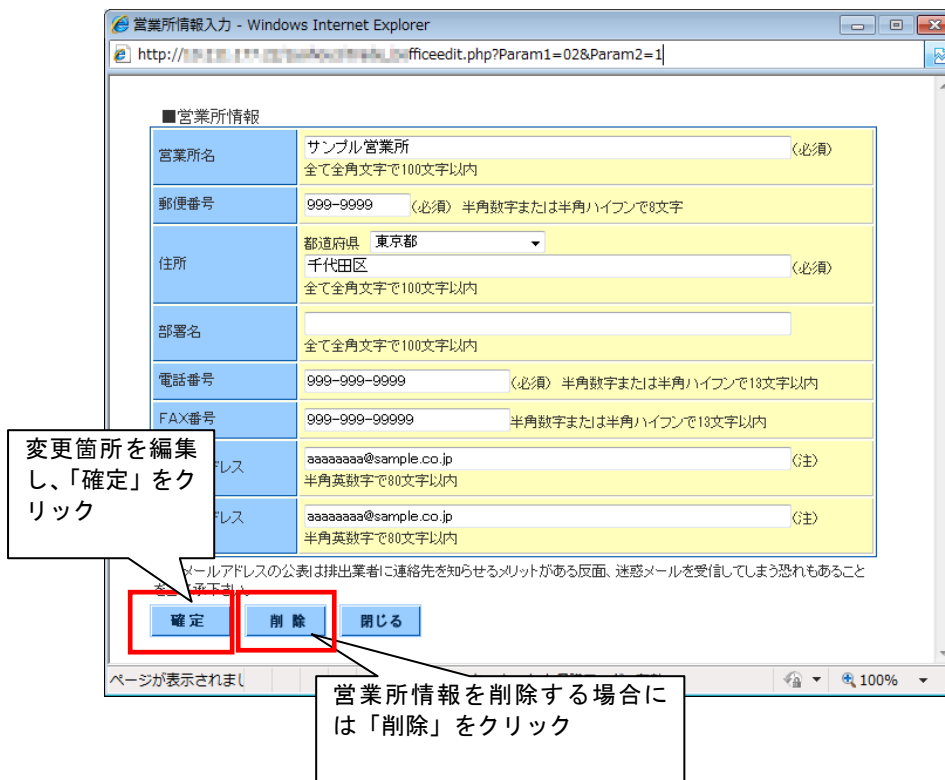 営業所情報入力 - Windows Internet Explorer
http://fficeedit.php?Param1=02&Param2=1
■営業所情報
営業所名
サンプル営業所
(必須)
全て全角文字で100文字以内
郵便番号
999-9999
(必須) 半角数字または半角ハイフンで8文字
住所
都道府県 東京都
千代田区
(必須)
全て全角文字で100文字以内
部署名
全て全角文字で100文字以内
電話番号
999-999-9999
(必須) 半角数字または半角ハイフンで13文字以内
FAX番号
999-999-99999
半角数字または半角ハイフンで13文字以内
ドレス
aaaaaaaa@sample.co.jp
(注)
半角英数字で80文字以内
ドレス
aaaaaaaa@sample.co.jp
(注)
半角英数字で80文字以内
変更箇所を編集
し、「確定」をク
リック
メールアドレスの公表は排出業者に連絡先を知らせるメリットがある反面、迷惑メールを受信してしまう恐れもあること
承下さい
確定
削除
閉じる
ページが表示されまし
100%
営業所情報を削除する場合に
は「削除」をクリック